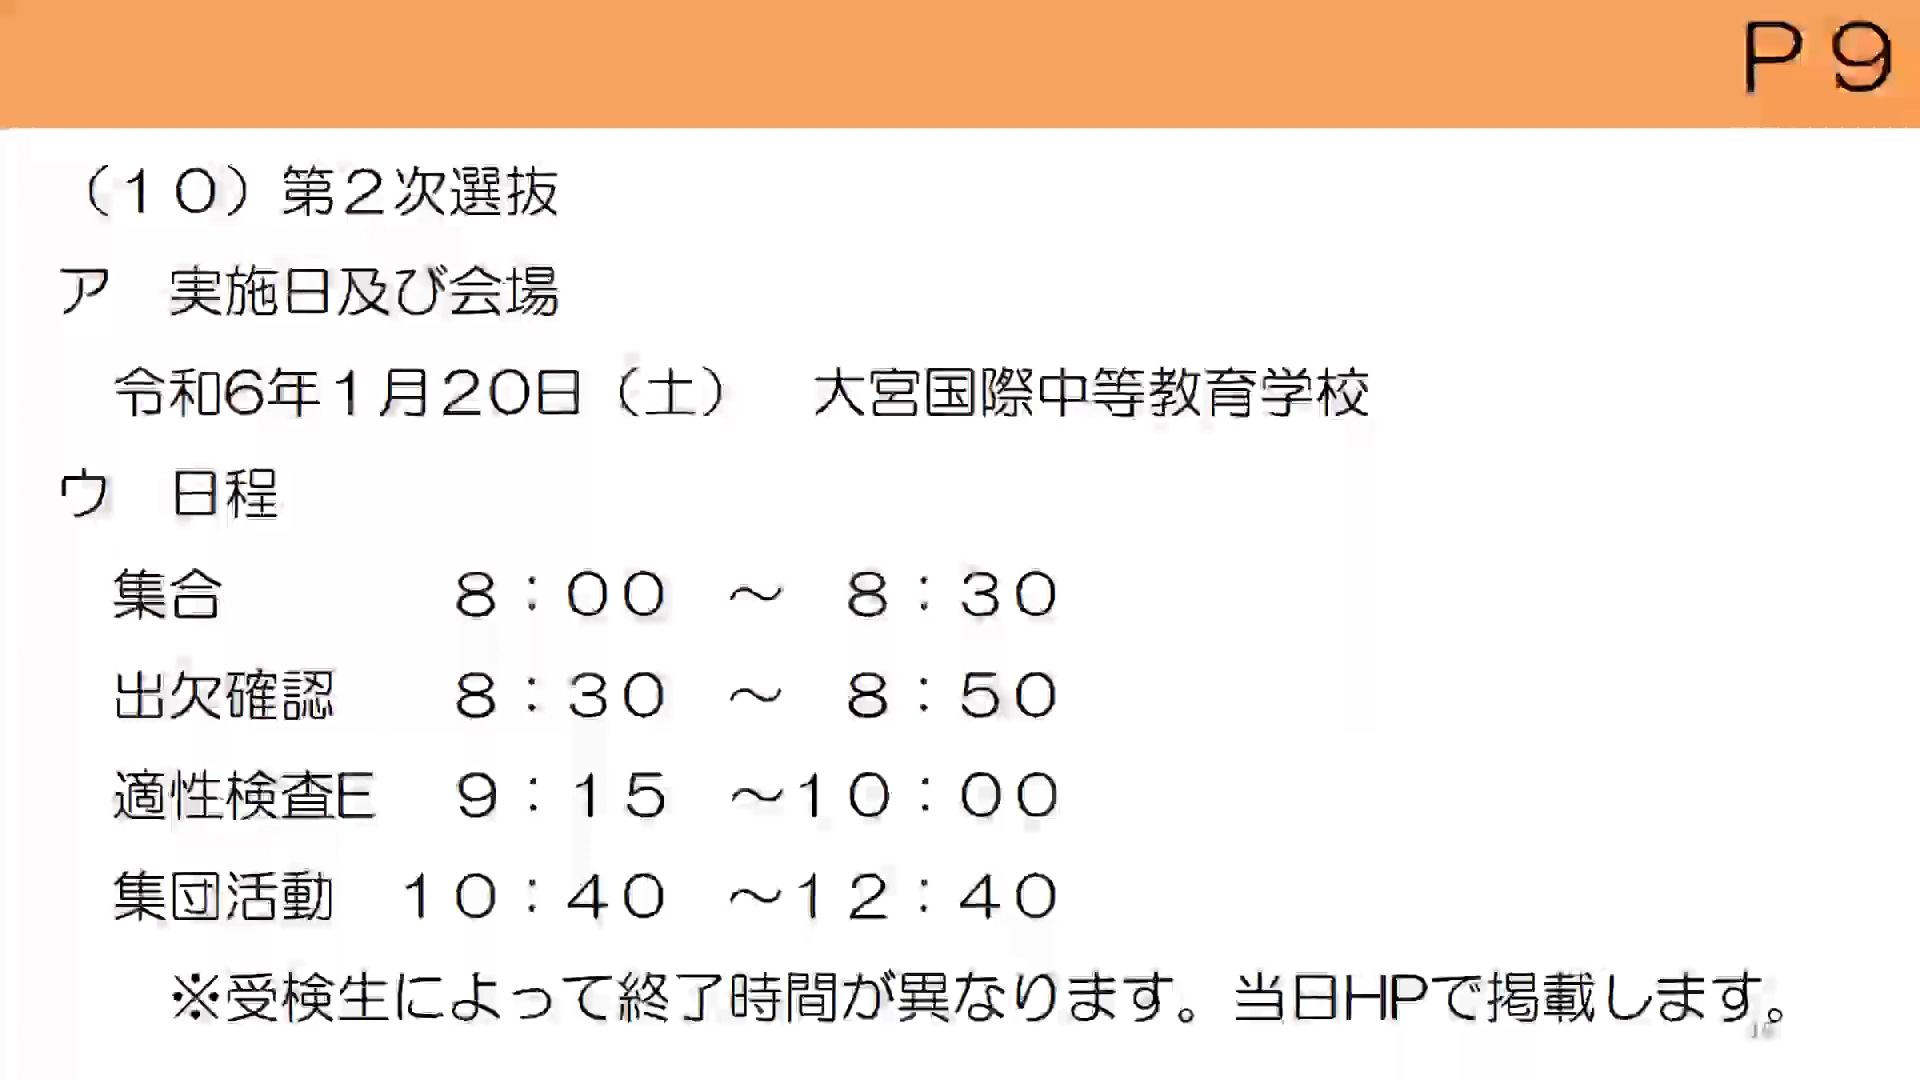 Ｐ９
（１０）第２次選抜
ア　実施日及び会場
令和６年１月２０日（土）　大宮国際中等教育学校
ウ　日程
集合　８：００　～　８：３０
出欠確認　８：３０　～　８：５０
適性検査E　９：１５　～１０：００
集団活動　１０：４０　～１２：４０
※受検生によって終了時間が異なります。当日HPで掲載します。